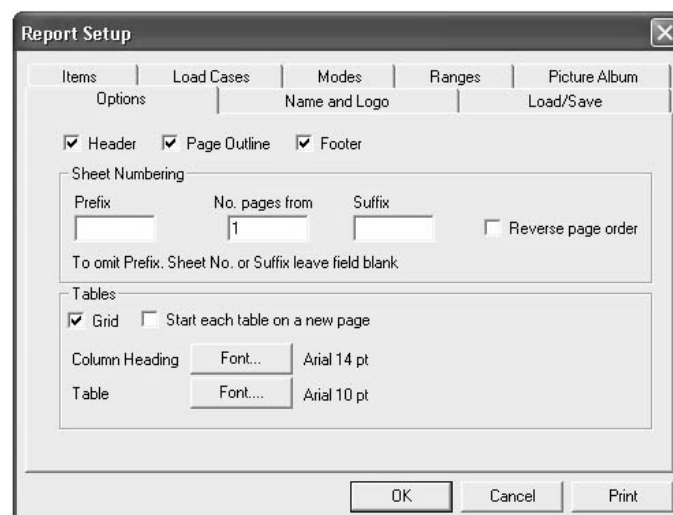 Report Setup
Items Load Cases Modes Ranges Picture Album
Options Name and Logo Load/Save
Header Page Outline Footer
Sheet Numbering
Prefix No. pages from Suffix
1
Reverse page order
To omit Prefix. Sheet No. or Suffix leave field blank
Tables
Grid Start each table on a new page
Column Heading Font... Arial 14 pt
Table Font.... Arial 10 pt
OK Cancel Print